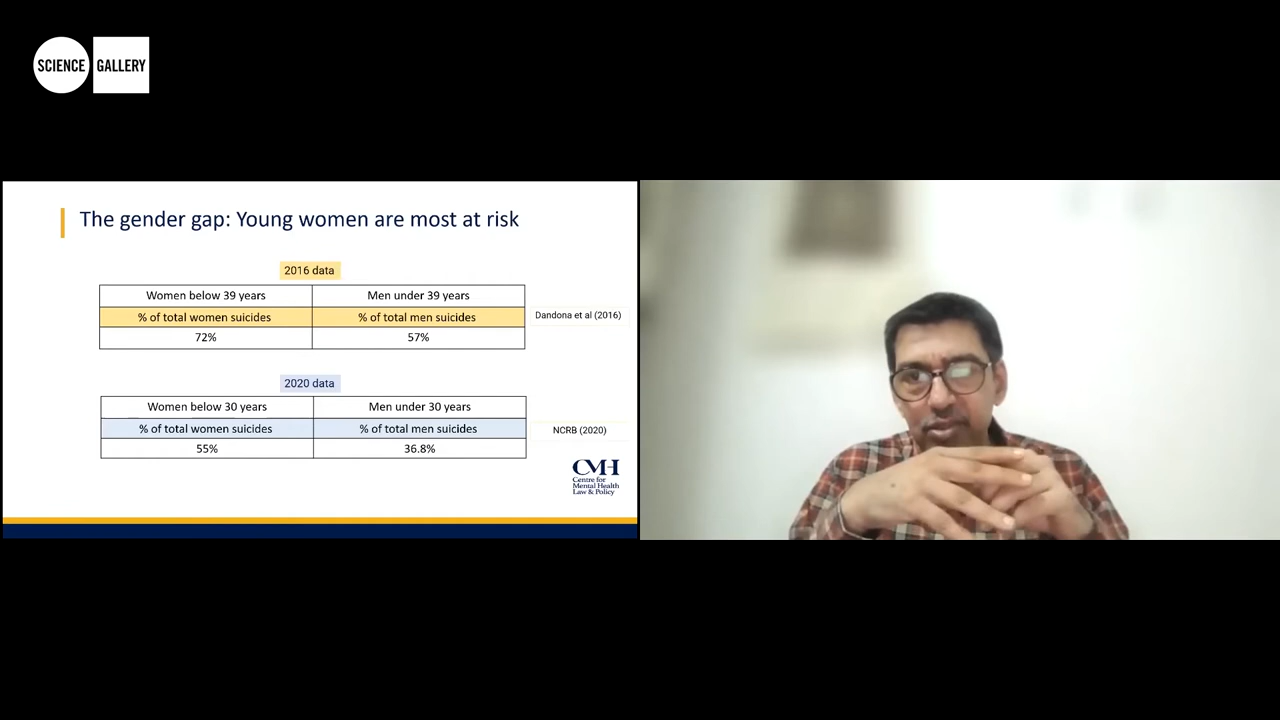 SCIENCE GALLERY
The gender gap: Young women are most at risk
2016 data
Women below 39 years Men under 39 years
% of total women suicides % of total men suicides
Dandona et al (2016)
72% 57%
2020 data
Women below 30 years Men under 30 years
% of total women suicides % of total men suicides
NCRB (2020)
55% 36.8%
CMH
Centre for
Mental Health
Law & Policy